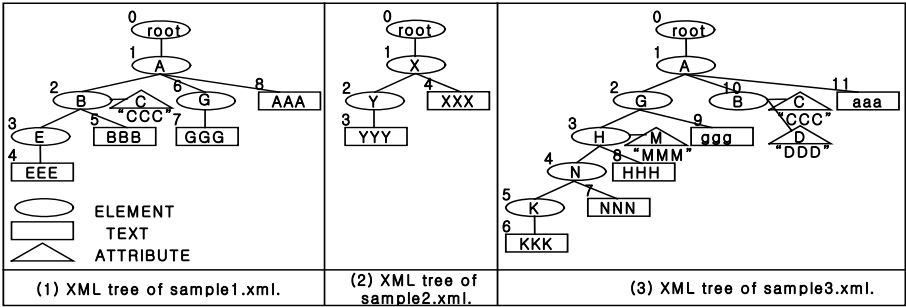 0
root
1
A
2
B
C
"CCC"
6
G
8
AAA
3
E
5
BBB
7
GGG
4
EEE
ELEMENT
TEXT
ATTRIBUTE
(1) XML tree of sample1.xml.
0
root
1
X
2
Y
4
XXX
3
YYY
(2) XML tree of
sample2.xml.
0
root
1
A
2
G
10
B
C
"CCC"
11
aaa
3
H
M
"MMM"
9
ggg
D
"DDD"
4
N
8
HHH
5
K
7
NNN
6
KKK
(3) XML tree of sample3.xml.